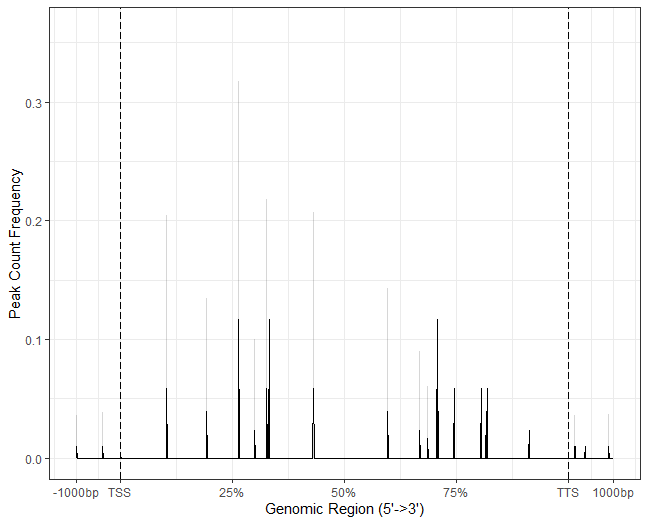 Peak Count Frequency
0.3
0.2
0.1
0.0
-1000bp TSS 25% 50% 75% TTS 1000bp
Genomic Region (5'->3')